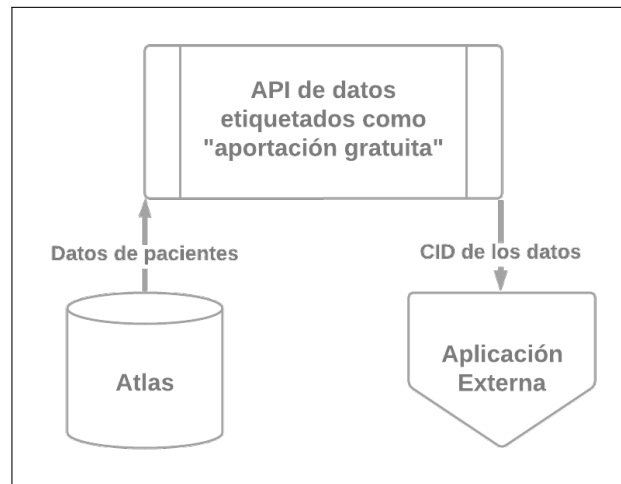 API de datos
etiquetados como
"aportación gratuita"
Datos de pacientes
CID de los datos
Atlas
Aplicación
Externa